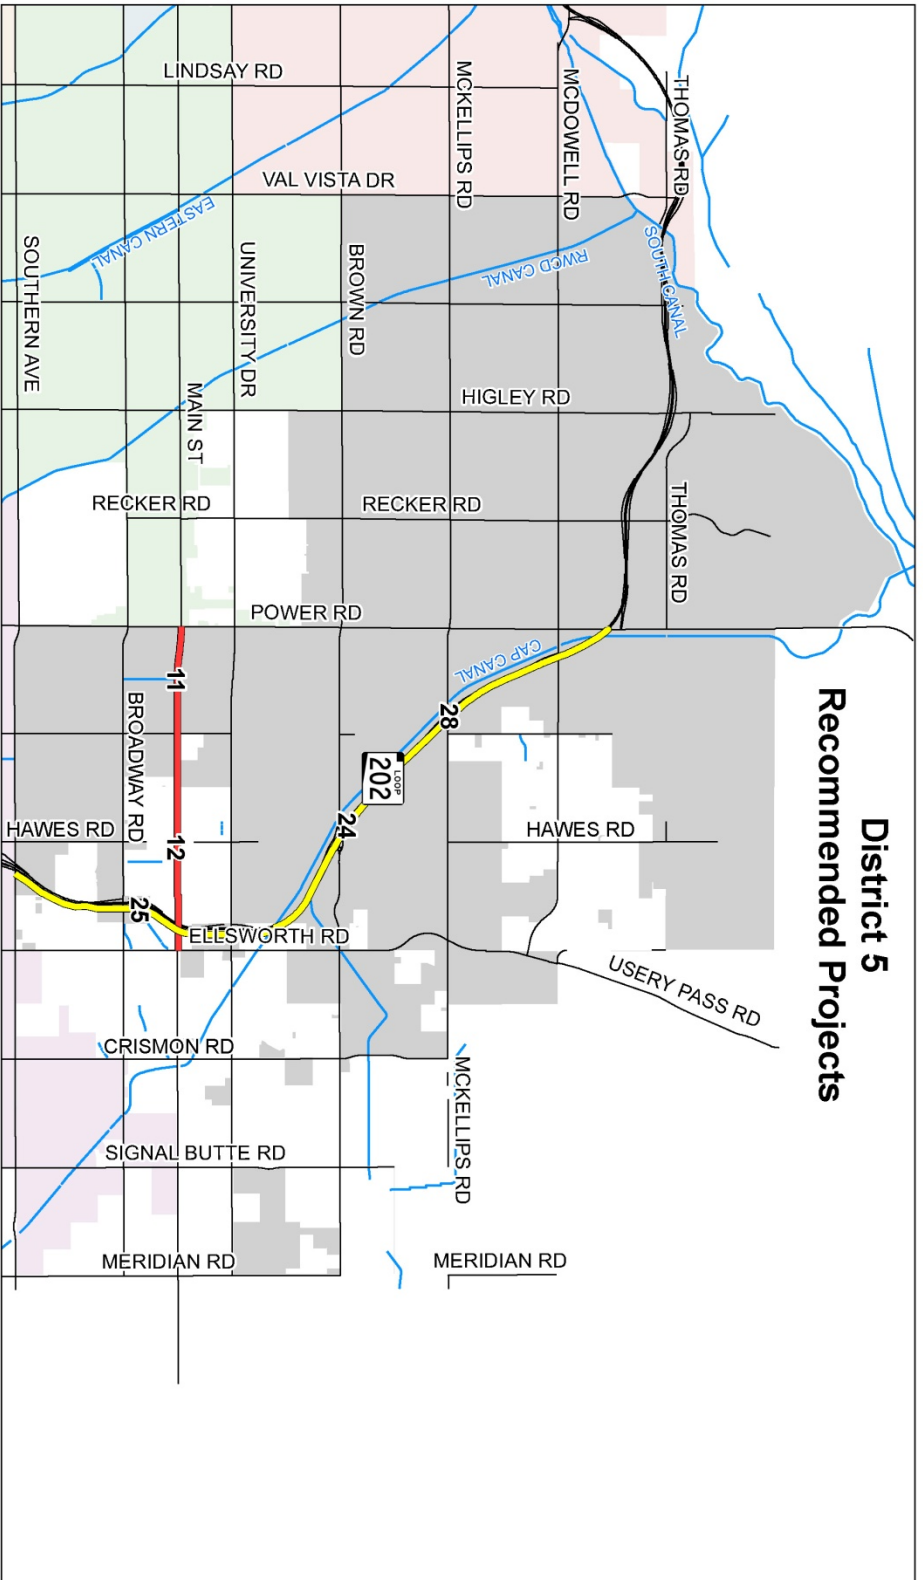 District 5
Recommended Projects
THOMAS RD
MCDOWELL RD
MCKELLIPS RD
LINDSAY RD
VAL VISTA DR
SOUTH CANAL
RWCD CANAL
EASTERN CANAL
BROWN RD
UNIVERSITY DR
SOUTHERN AVE
HIGLEY RD
MAIN ST
THOMAS RD
RECKER RD
RECKER RD
POWER RD
CAP CANAL
11
28
BROADWAY RD
LOOP
202
HAWES RD
24
12
HAWES RD
25
ELLSWORTH RD
USERY PASS RD
CRISMON RD
MCKELLIPS RD
SIGNAL BUTTE RD
MERIDIAN RD
MERIDIAN RD